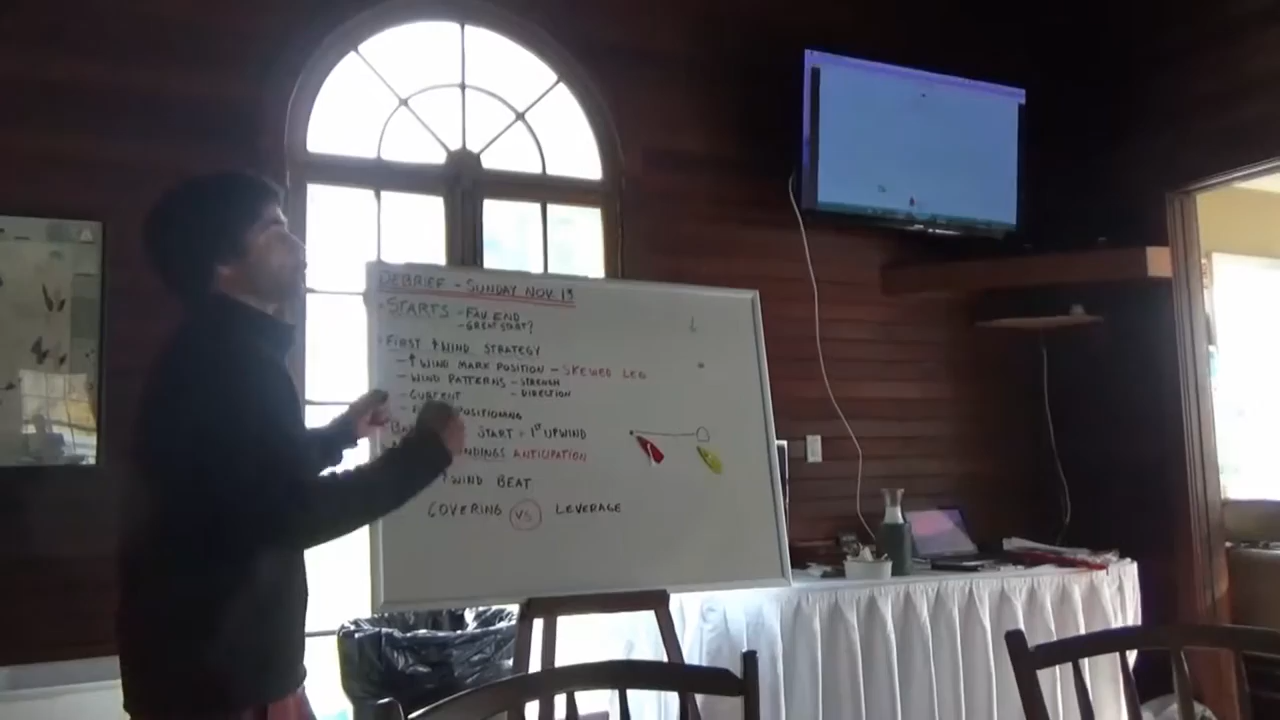 DEBRIEF - SUNDAY NOV 13
- STARTS - FAV. END
- GREAT START?
- FIRST ↑WIND STRATEGY
- ↑WIND MARK POSITION - SKEWED LEG
- WIND PATTERNS - STRENGH
- CURRENT - DIRECTION
- POSITIONING
START + 1ST UPWIND
ANTICIPATION
↑WIND BEAT
COVERING VS LEVERAGE